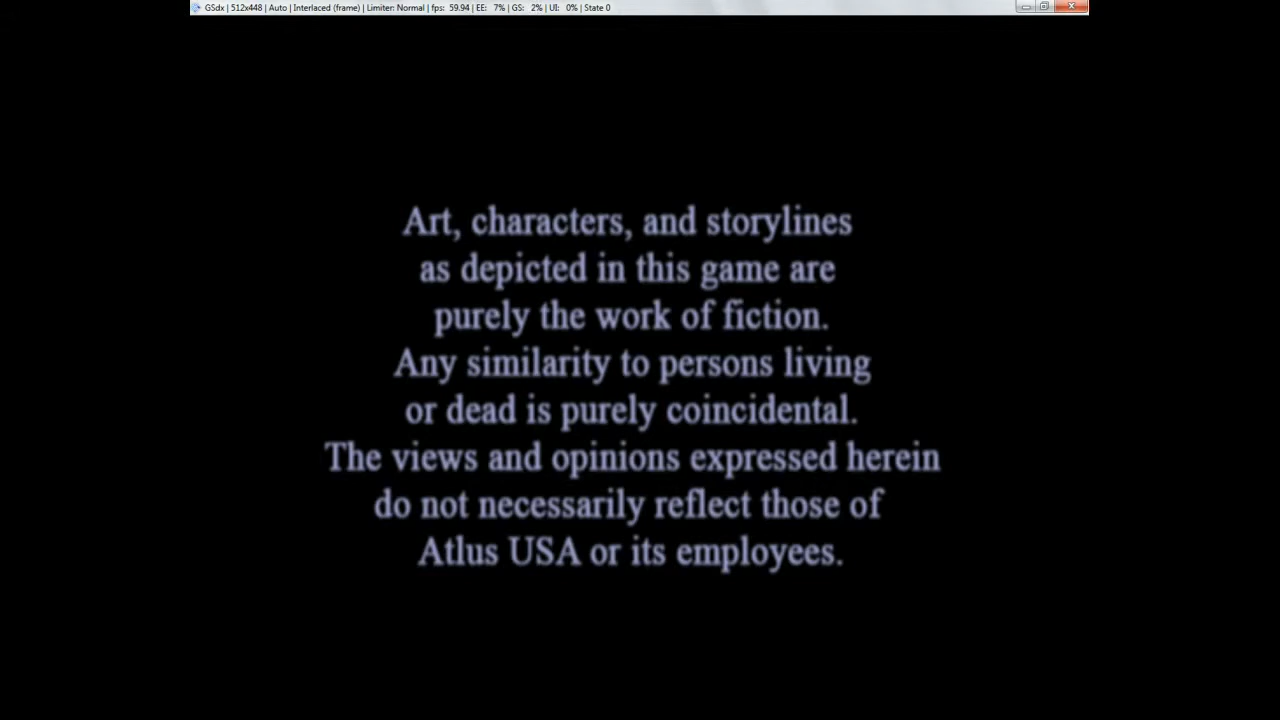 GSdx | 512x448 | Auto | Interlaced (frame) | Limiter: Normal | fps: 59.94 | EE: 7% | GS: 2% | UI: 0% | State 0
Art, characters, and storylines
as depicted in this game are
purely the work of fiction.
Any similarity to persons living
or dead is purely coincidental.
The views and opinions expressed herein
do not necessarily reflect those of
Atlus USA or its employees.